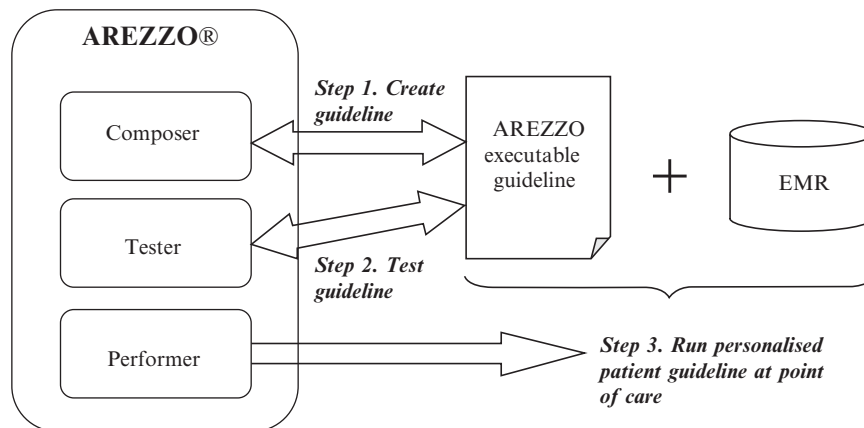 AREZZO®
Composer
Step 1. Create
guideline
AREZZO
executable
guideline
+
EMR
Tester
Step 2. Test
guideline
Performer
Step 3. Run personalised
patient guideline at point
of care